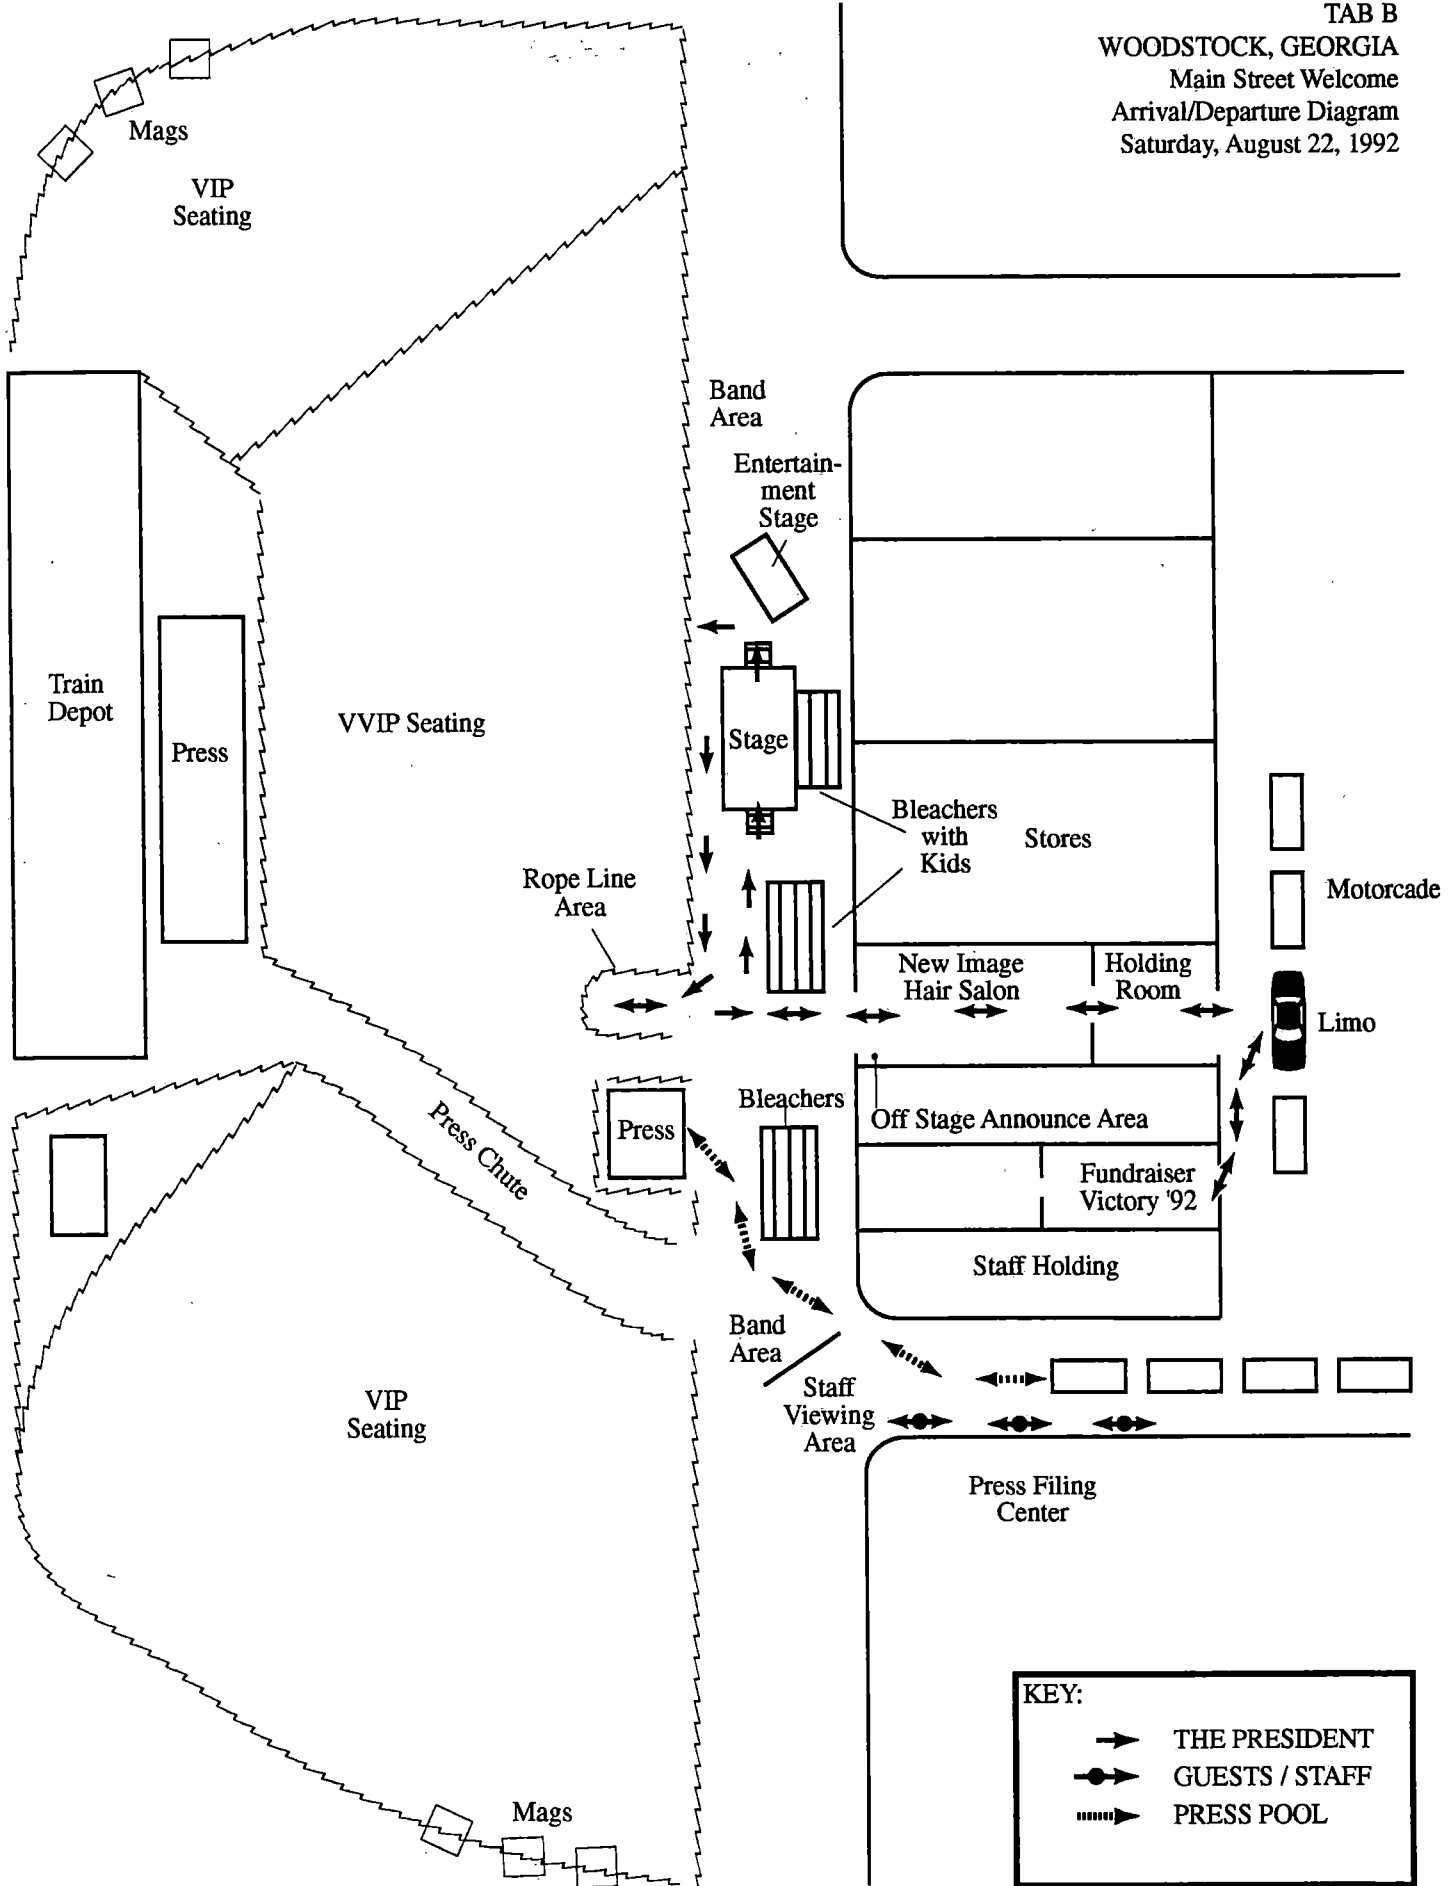 TAB B
WOODSTOCK, GEORGIA
Main Street Welcome
Arrival/Departure Diagram
Saturday, August 22, 1992
Mags
VIP
Seating
Band
Area
Entertain-
ment
Stage
Train
Depot
Press
VVIP Seating
Stage
Bleachers
with
Kids
Stores
Motorcade
Rope Line
Area
New Image
Hair Salon
Holding
Room
Limo
Press
Bleachers
Off Stage Announce Area
Press Chute
Fundraiser
Victory '92
Staff Holding
Band
Area
Staff
Viewing
Area
VIP
Seating
Press Filing
Center
Mags
KEY:
THE PRESIDENT
GUESTS / STAFF
PRESS POOL